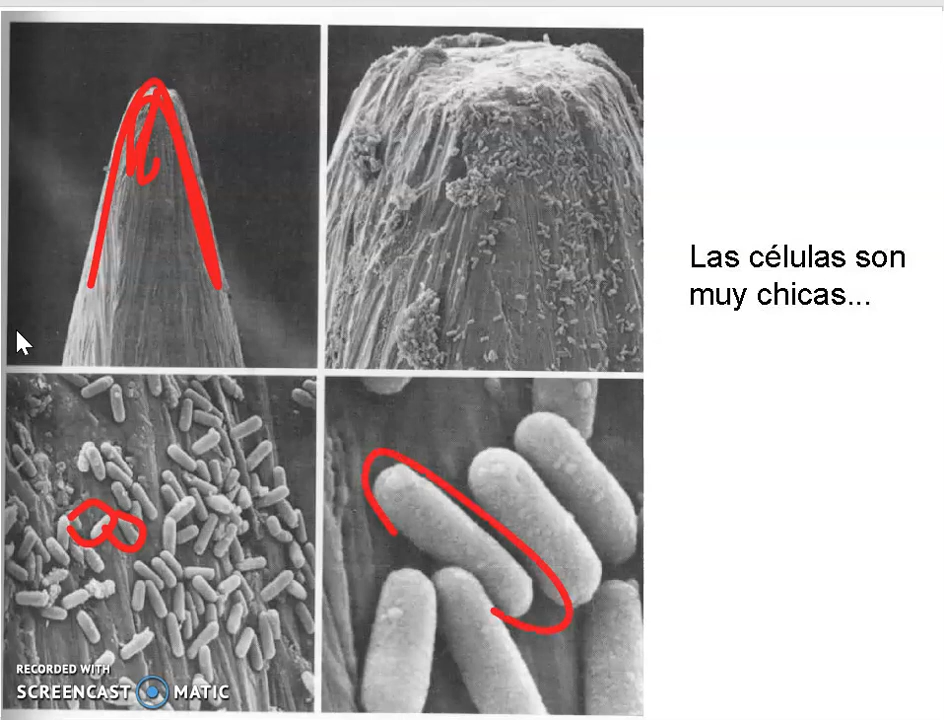 Las células son
muy chicas...
RECORDED WITH
SCREENCAST MATIC